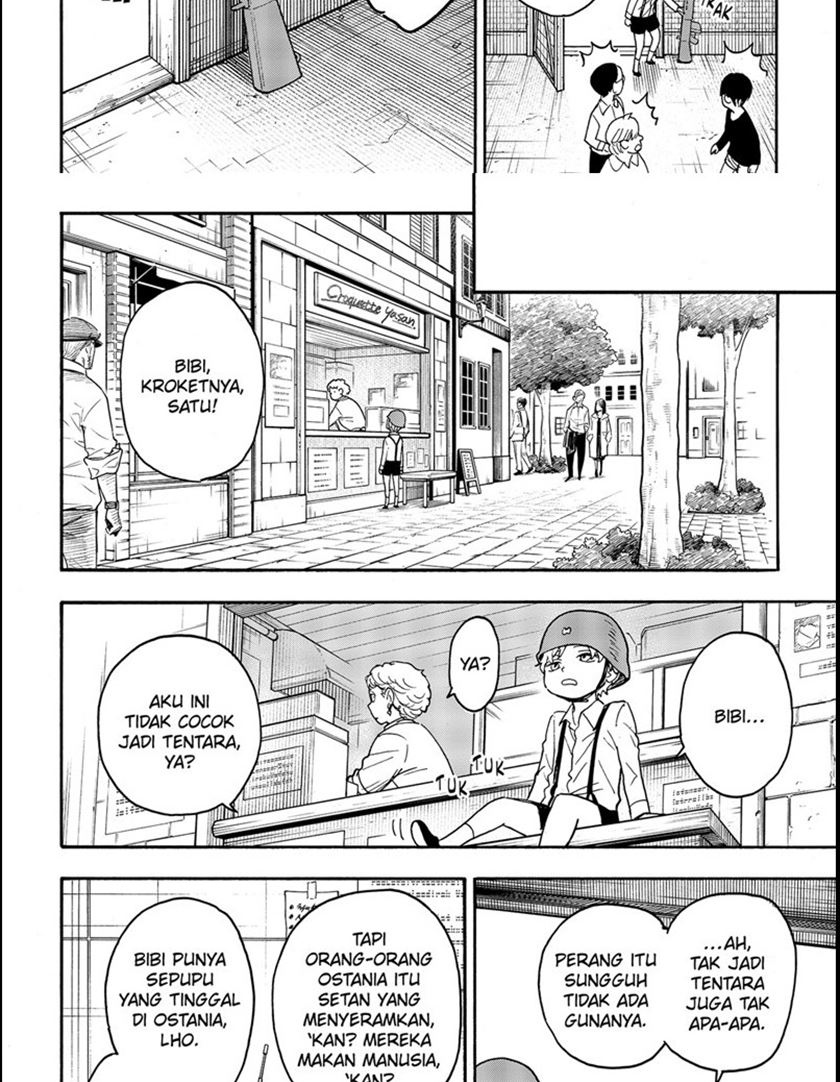 TRAK
Croquette Yasan
BIBI,
KROKETNYA,
SATU!
BIBI...
YA?
AKU INI
TIDAK COCOK
JADI TENTARA,
YA?
TUK
TUK
...AH,
TAK JADI
TENTARA
JUGA TAK
APA-APA.
PERANG ITU
SUNGGUH
TIDAK ADA
GUNANYA.
TAPI
ORANG-ORANG
OSTANIA ITU
SETAN YANG
MENYERAMKAN,
'KAN? MEREKA
MAKAN MANUSIA,
'KAN?
BIBI PUNYA
SEPUPU
YANG TINGGAL
DI OSTANIA,
LHO.